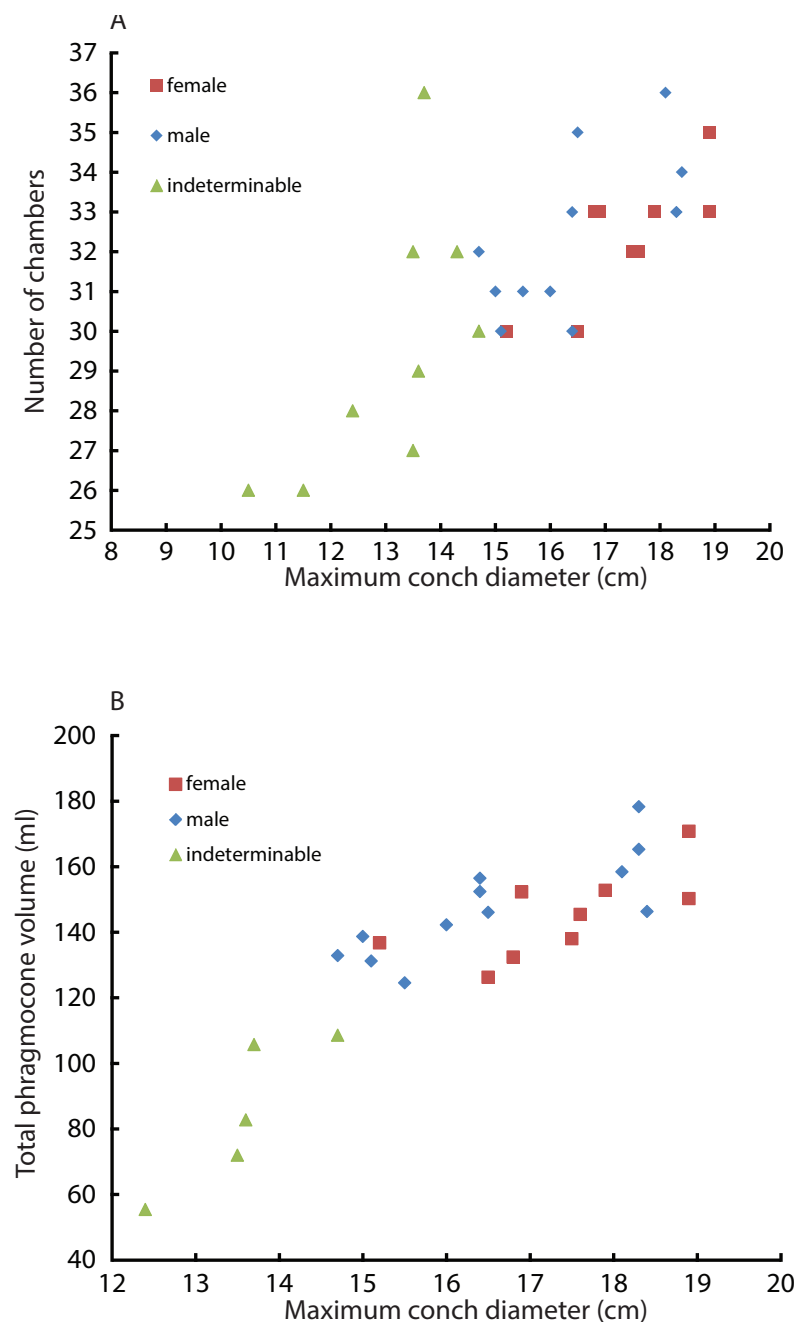 A
37
36
35
34
33
32
31
30
29
28
27
26
25
Number of chambers
female
male
indeterminable
8 9 10 11 12 13 14 15 16 17 18 19 20
Maximum conch diameter (cm)
B
200
180
160
140
120
100
80
60
40
Total phragmocone volume (ml)
female
male
indeterminable
12 13 14 15 16 17 18 19 20
Maximum conch diameter (cm)